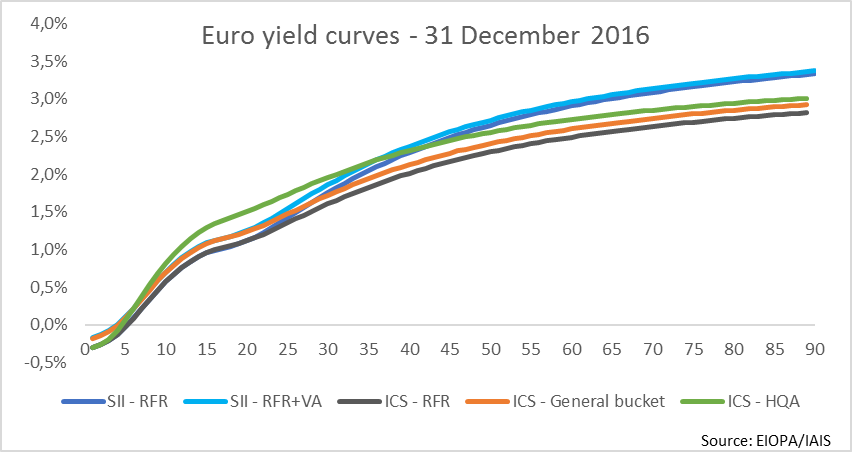 Euro yield curves - 31 December 2016
4,0%
3,5%
3,0%
2,5%
2,0%
1,5%
1,0%
0,5%
0,0%
-0,5%
0 5 10 15 20 25 30 35 40 45 50 55 60 65 70 75 80 85 90
SII - RFR SII - RFR+VA ICS - RFR ICS - General bucket ICS - HQA
Source: EIOPA/IAIS